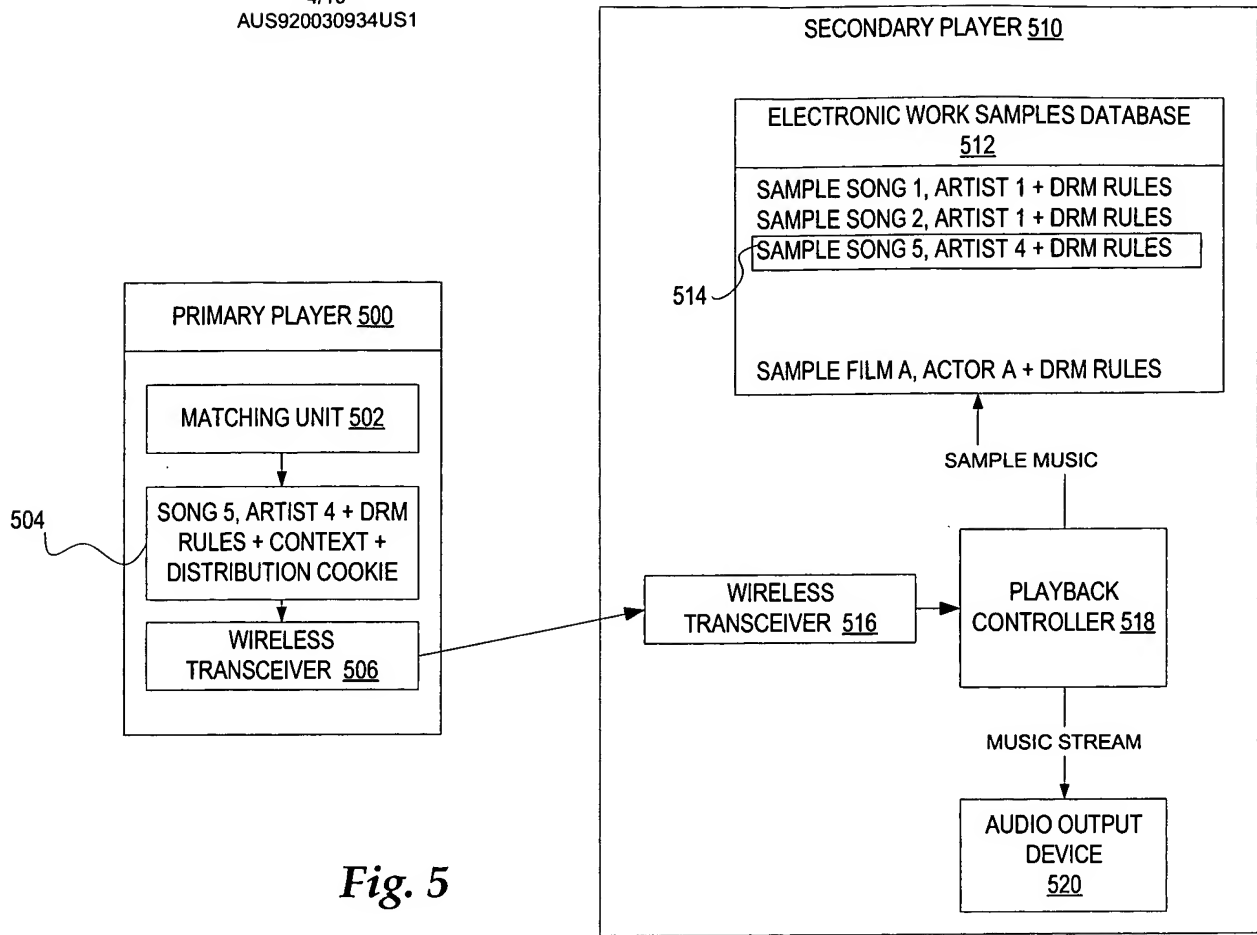 AUS920030934US1
SECONDARY PLAYER 510
ELECTRONIC WORK SAMPLES DATABASE
512
SAMPLE SONG 1, ARTIST 1 + DRM RULES
SAMPLE SONG 2, ARTIST 1 + DRM RULES
SAMPLE SONG 5, ARTIST 4 + DRM RULES
514
SAMPLE FILM A, ACTOR A + DRM RULES
PRIMARY PLAYER 500
MATCHING UNIT 502
504
SONG 5, ARTIST 4 + DRM
RULES + CONTEXT +
DISTRIBUTION COOKIE
WIRELESS
TRANSCEIVER 506
SAMPLE MUSIC
WIRELESS
TRANSCEIVER 516
PLAYBACK
CONTROLLER 518
MUSIC STREAM
AUDIO OUTPUT
DEVICE
520
Fig. 5